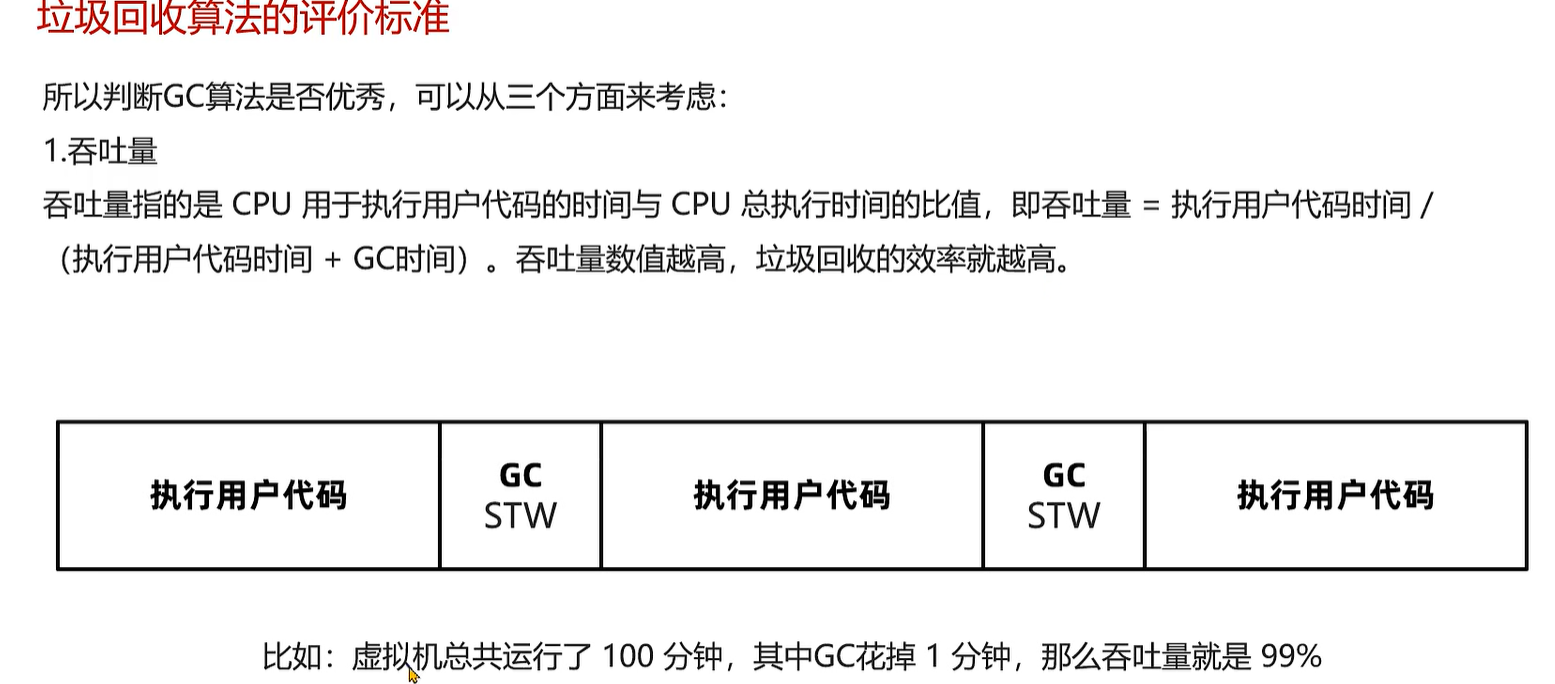 垃圾回收算法的评价标准
所以判断GC算法是否优秀，可以从三个方面来考虑：
1.吞吐量
吞吐量指的是 CPU 用于执行用户代码的时间与 CPU 总执行时间的比值，即吞吐量 = 执行用户代码时间 /
（执行用户代码时间 + GC时间）。吞吐量数值越高，垃圾回收的效率就越高。
执行用户代码
GC
STW
执行用户代码
GC
STW
执行用户代码
比如：虚拟机总共运行了 100 分钟，其中GC花掉 1 分钟，那么吞吐量就是 99%